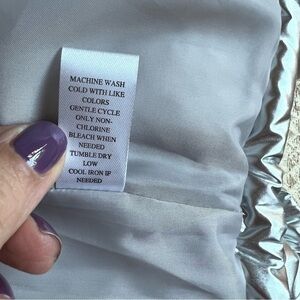 MACHINE WASH
COLD WITH LIKE
COLORS
GENTLE CYCLE
ONLY NON-
CHLORINE
BLEACH WHEN
NEEDED
TUMBLE DRY
LOW
COOL IRON IF
NEEDED